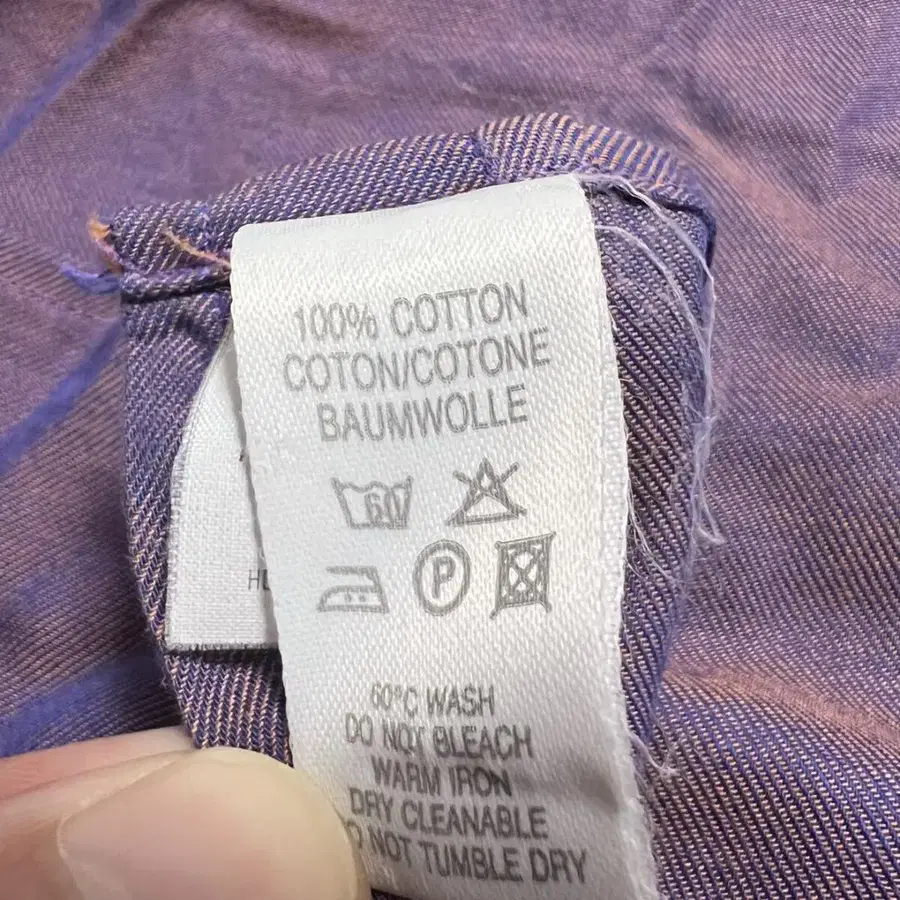 100% COTTON
COTON/COTONE
BAUMWOLLE
60
P
60°C WASH
DO NOT BLEACH
WARM IRON
DRY CLEANABLE
DO NOT TUMBLE DRY